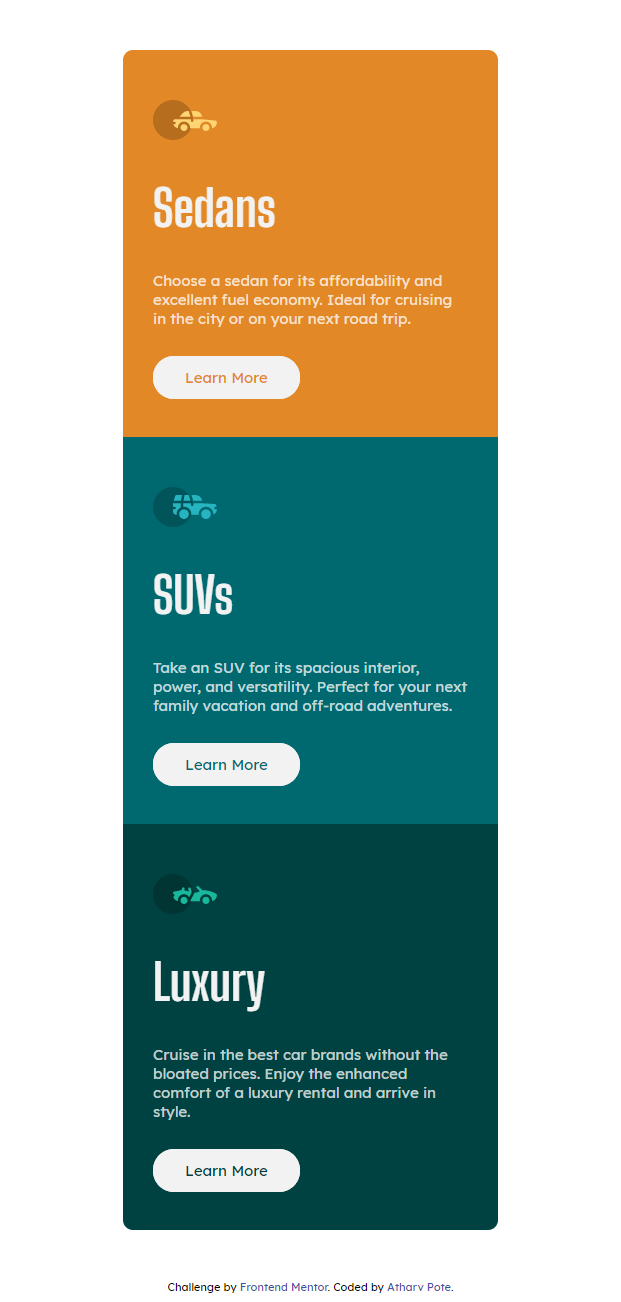 Sedans
Choose a sedan for its affordability and
excellent fuel economy. Ideal for cruising
in the city or on your next road trip.
Learn More
SUVs
Take an SUV for its spacious interior,
power, and versatility. Perfect for your next
family vacation and off-road adventures.
Learn More
Luxury
Cruise in the best car brands without the
bloated prices. Enjoy the enhanced
comfort of a luxury rental and arrive in
style.
Learn More
Challenge by Frontend Mentor. Coded by Atharv Pote.